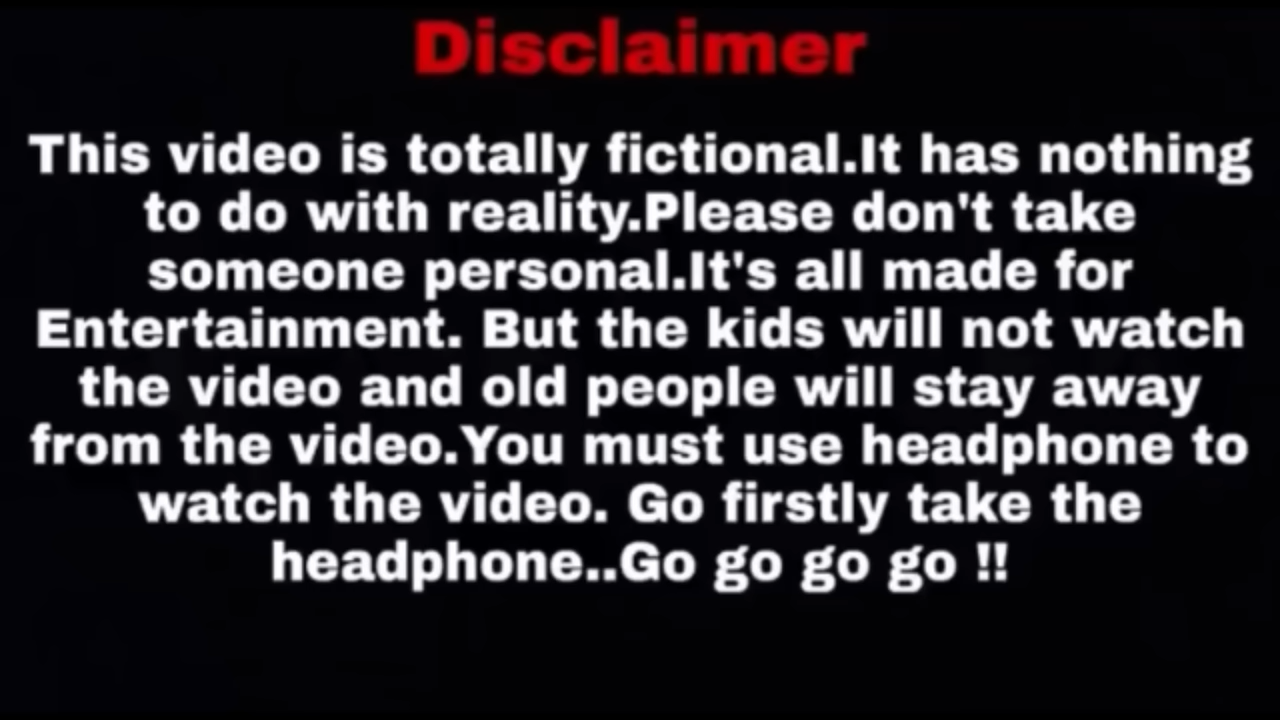 Disclaimer
This video is totally fictional.It has nothing
to do with reality.Please don't take
someone personal.It's all made for
Entertainment. But the kids will not watch
the video and old people will stay away
from the video.You must use headphone to
watch the video. Go firstly take the
headphone..Go go go go !!